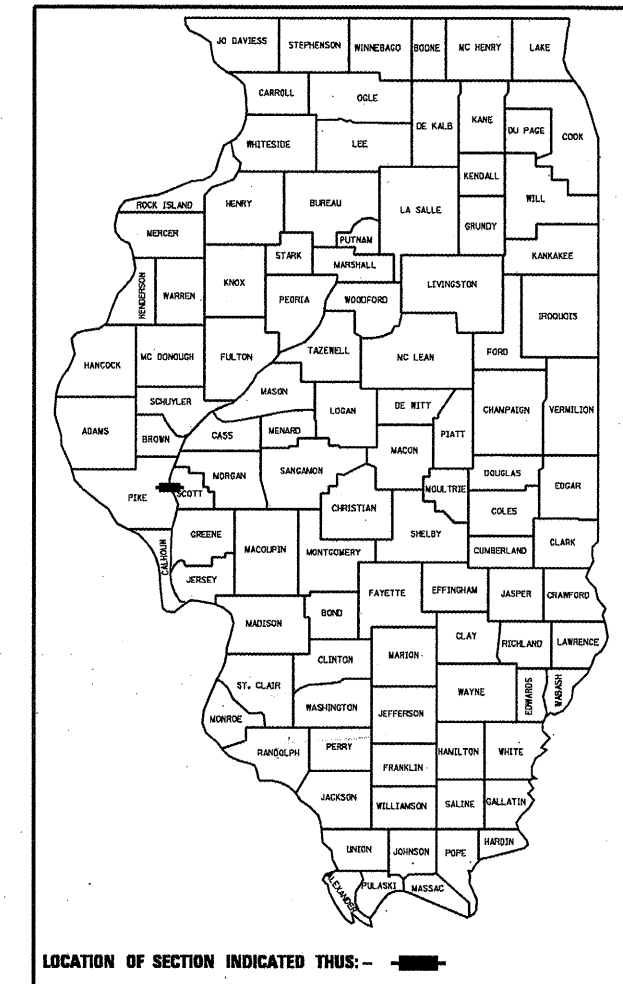 JO DAVIESS STEPHENSON WINNEBAGO BOONE MC HENRY LAKE
CARROLL OGLE DE KALB KANE DU PAGE COOK
WHITESIDE LEE
KENDALL WILL
ROCK ISLAND HENRY BUREAU LA SALLE GRUNDY
MERCER PUTNAM
STARK MARSHALL KANKAKEE
HENDERSON WARREN KNOX PEORIA WOODFORD LIVINGSTON IROQUOIS
HANCOCK MC DONOUGH FULTON TAZEWELL MC LEAN FORD
SCHUYLER MASON LOGAN DE WITT CHAMPAIGN VERMILION
ADAMS BROWN CASS MENARD MACON PIATT
PIKE SCOTT MORGAN SANGAMON CHRISTIAN MOULTRIE DOUGLAS EDGAR
COLES
CALHOUN GREENE MACOUPIN MONTGOMERY SHELBY CUMBERLAND CLARK
JERSEY
MADISON BOND FAYETTE EFFINGHAM JASPER CRAWFORD
CLAY RICHLAND LAWRENCE
CLINTON MARION
ST. CLAIR WASHINGTON JEFFERSON WAYNE EDWARDS WABASH
MONROE
RANDOLPH PERRY HAMILTON WHITE
FRANKLIN
JACKSON WILLIAMSON SALINE GALLATIN
UNION JOHNSON POPE HARDIN
ALEXANDER PULASKI MASSAC
LOCATION OF SECTION INDICATED THUS: -